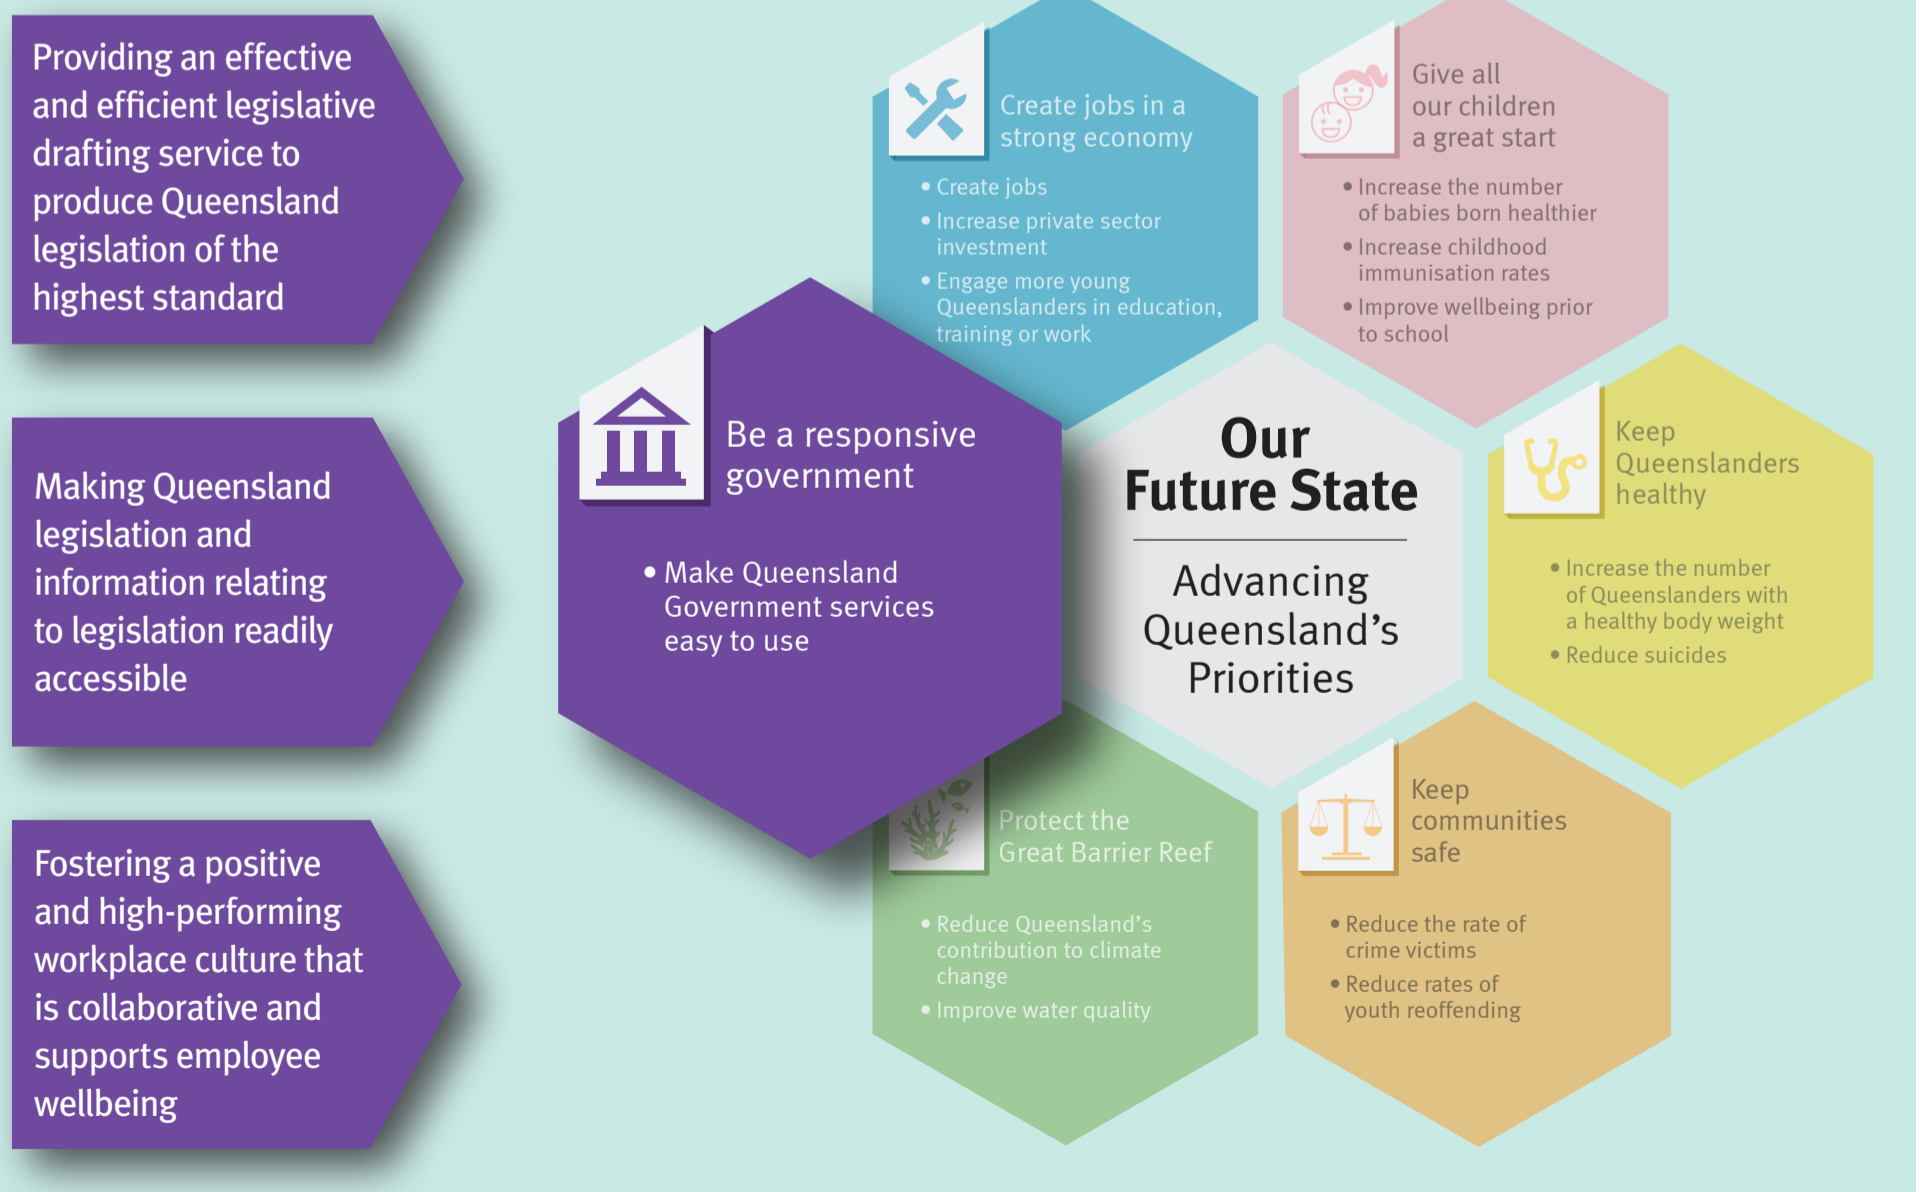 Providing an effective
and efficient legislative
drafting service to
produce Queensland
legislation of the
highest standard
Making Queensland
legislation and
information relating
to legislation readily
accessible
Fostering a positive
and high-performing
workplace culture that
is collaborative and
supports employee
wellbeing
Be a responsive
government
• Make Queensland
Government services
easy to use
Create jobs in a
strong economy
• Create jobs
• Increase private sector
investment
• Engage more young
Queenslanders in education,
training or work
Give all
our children
a great start
• Increase the number
of babies born healthier
• Increase childhood
immunisation rates
• Improve wellbeing prior
to school
Our
Future State
Advancing
Queensland’s
Priorities
Keep
Queenslanders
healthy
• Increase the number
of Queenslanders with
a healthy body weight
• Reduce suicides
Protect the
Great Barrier Reef
• Reduce Queensland’s
contribution to climate
change
• Improve water quality
Keep
communities
safe
• Reduce the rate of
crime victims
• Reduce rates of
youth reoffending